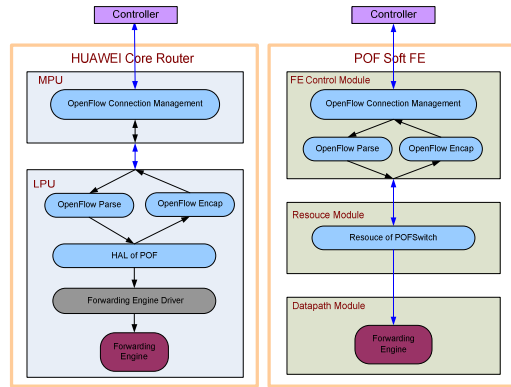 Controller
HUAWEI Core Router
MPU
OpenFlow Connection Management
LPU
OpenFlow Parse
OpenFlow Encap
HAL of POF
Forwarding Engine Driver
Forwarding
Engine
Controller
POF Soft FE
FE Control Module
OpenFlow Connection Management
OpenFlow Parse
OpenFlow Encap
Resouce Module
Resouce of POFSwitch
Datapath Module
Forwarding
Engine